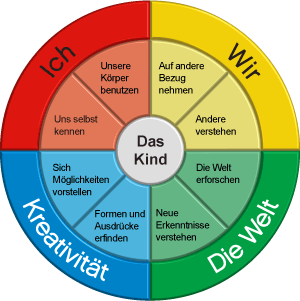 Ich
Wir
Unsere
Körper
benutzen
Auf andere
Bezug
nehmen
Uns selbst
kennen
Andere
verstehen
Das
Kind
Sich
Möglichkeiten
vorstellen
Die Welt
erforschen
Formen und
Ausdrücke
erfinden
Neue
Erkenntnisse
verstehen
Kreativität
Die Welt